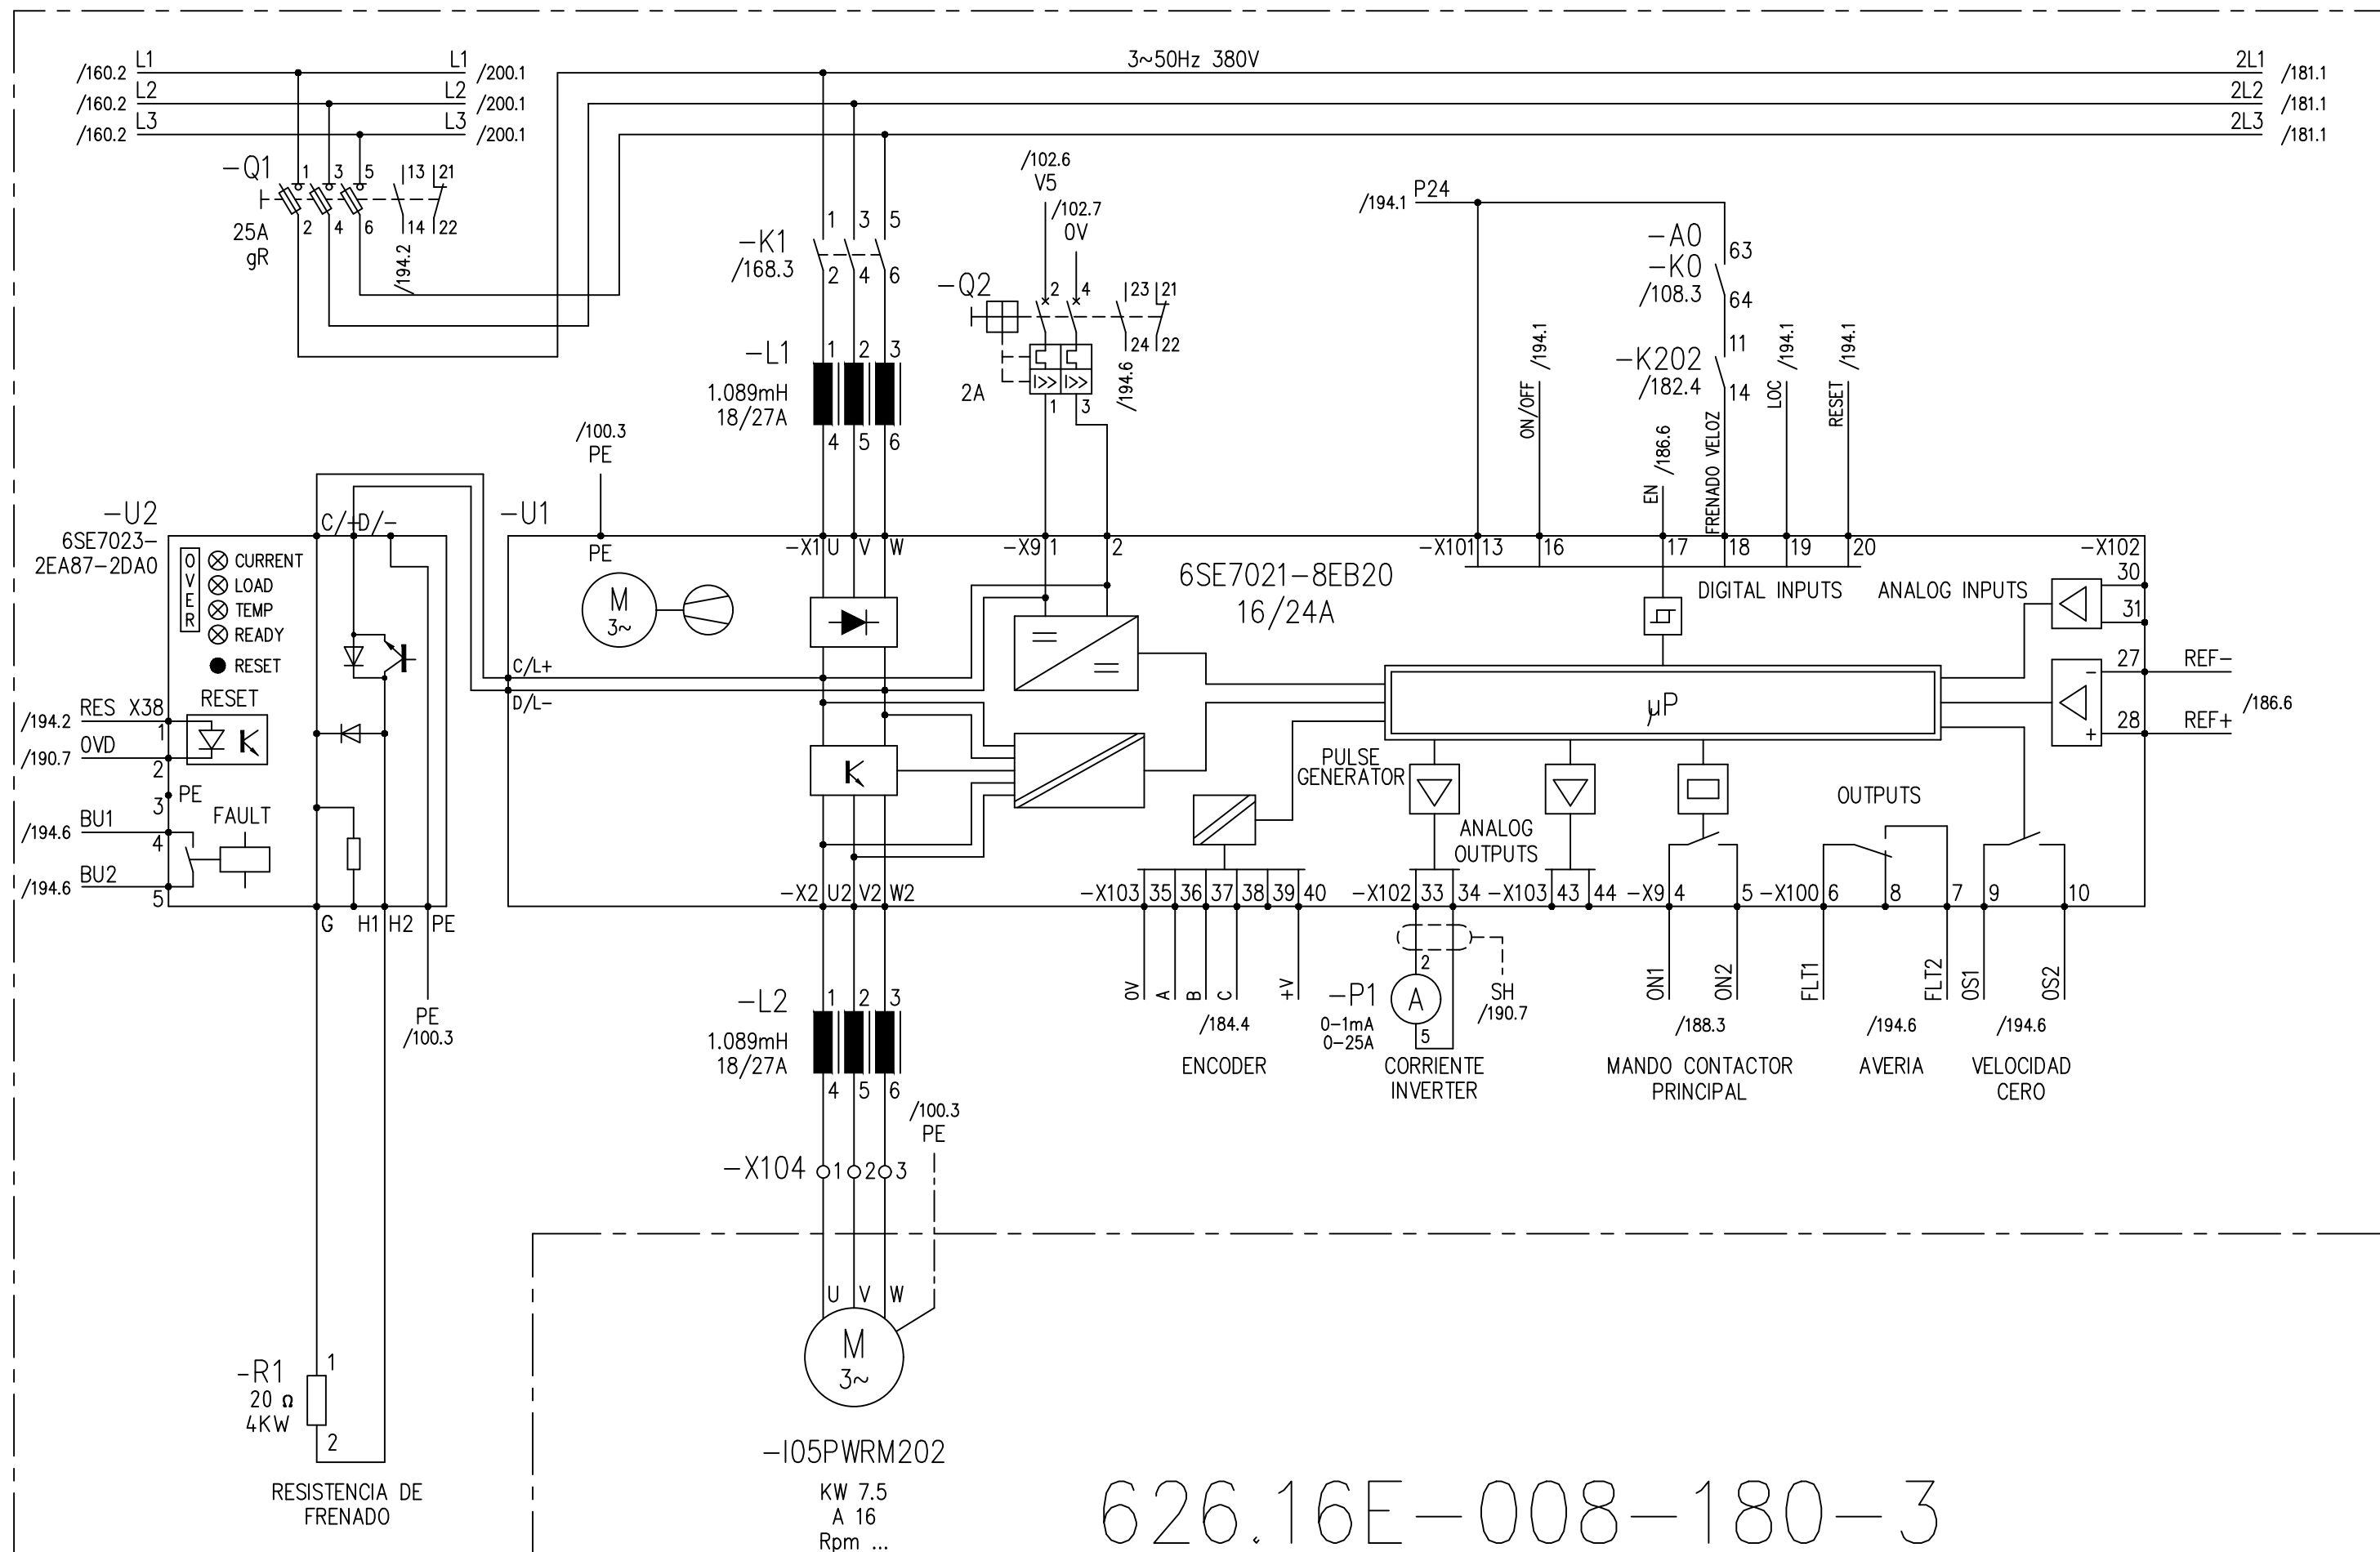 3~50Hz 380V
/160.2 L1 L1 /200.1
/160.2 L2 L2 /200.1
/160.2 L3 L3 /200.1
2L1 /181.1
2L2 /181.1
2L3 /181.1
-Q1
1 3 5 13 21
2 4 6 14 22
25A
gR
/194.2
-K1
/168.3
1 3 5
2 4 6
-L1
1.089mH
18/27A
1 2 3
4 5 6
/102.6
V5
/102.7
0V
-Q2
2 4 23 21
I>> I>>
24 22
2A
1 3
/194.6
/194.1 P24
-A0
-K0
/108.3
63
64
-K202
/182.4
11
14
ON/OFF /194.1
EN /186.6
FRENADO VELOZ
LOC /194.1
RESET /194.1
/100.3
PE
-U2
6SE7023-
2EA87-2DA0
C/+ D/-
OVER
CURRENT
LOAD
TEMP
READY
RESET
RESET
/194.2 RES X38
1
/190.7 0VD
2
PE
3
/194.6 BU1
4
FAULT
/194.6 BU2
5
G H1 H2 PE
PE
/100.3
-U1
PE
M
3~
-X1 U V W
-X9 1 2
-X101 13 16 17 18 19 20
-X102
6SE7021-8EB20
16/24A
DIGITAL INPUTS
ANALOG INPUTS
30
31
27 REF-
-
28 REF+
+
/186.6
C/L+
D/L-
µP
PULSE
GENERATOR
ANALOG
OUTPUTS
OUTPUTS
-X2 U2 V2 W2
-X103 35 36 37 38 39 40
-X102 33 34
-X103 43 44
-X9 4 5
-X100 6 8 7 9 10
0V A B C +V
/184.4
ENCODER
-P1
0-1mA
0-25A
2
A
5
SH
/190.7
CORRIENTE
INVERTER
ON1 ON2
/188.3
MANDO CONTACTOR
PRINCIPAL
FLT1 FLT2
/194.6
AVERIA
OS1 OS2
/194.6
VELOCIDAD
CERO
-L2
1.089mH
18/27A
1 2 3
4 5 6
/100.3
PE
-X104 1 2 3
U V W
M
3~
-I05PWRM202
KW 7.5
A 16
Rpm ...
-R1
20 Ω
4KW
1
2
RESISTENCIA DE
FRENADO
626.16E-008-180-3